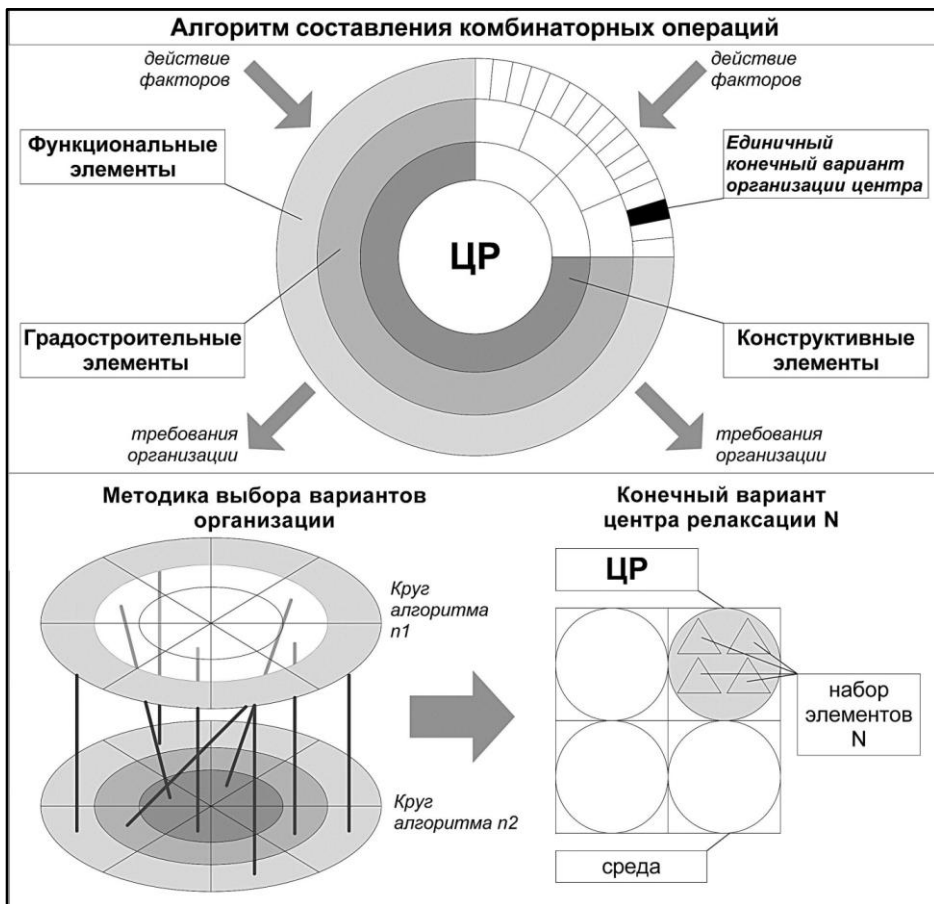 Алгоритм составления комбинаторных операций
действие
факторов
действие
факторов
Функциональные
элементы
Единичный
конечный вариант
организации центра
ЦР
Градостроительные
элементы
Конструктивные
элементы
требования
организации
требования
организации
Методика выбора вариантов
организации
Круг
алгоритма
n1
Круг
алгоритма n2
Конечный вариант
центра релаксации N
ЦР
набор
элементов
N
среда